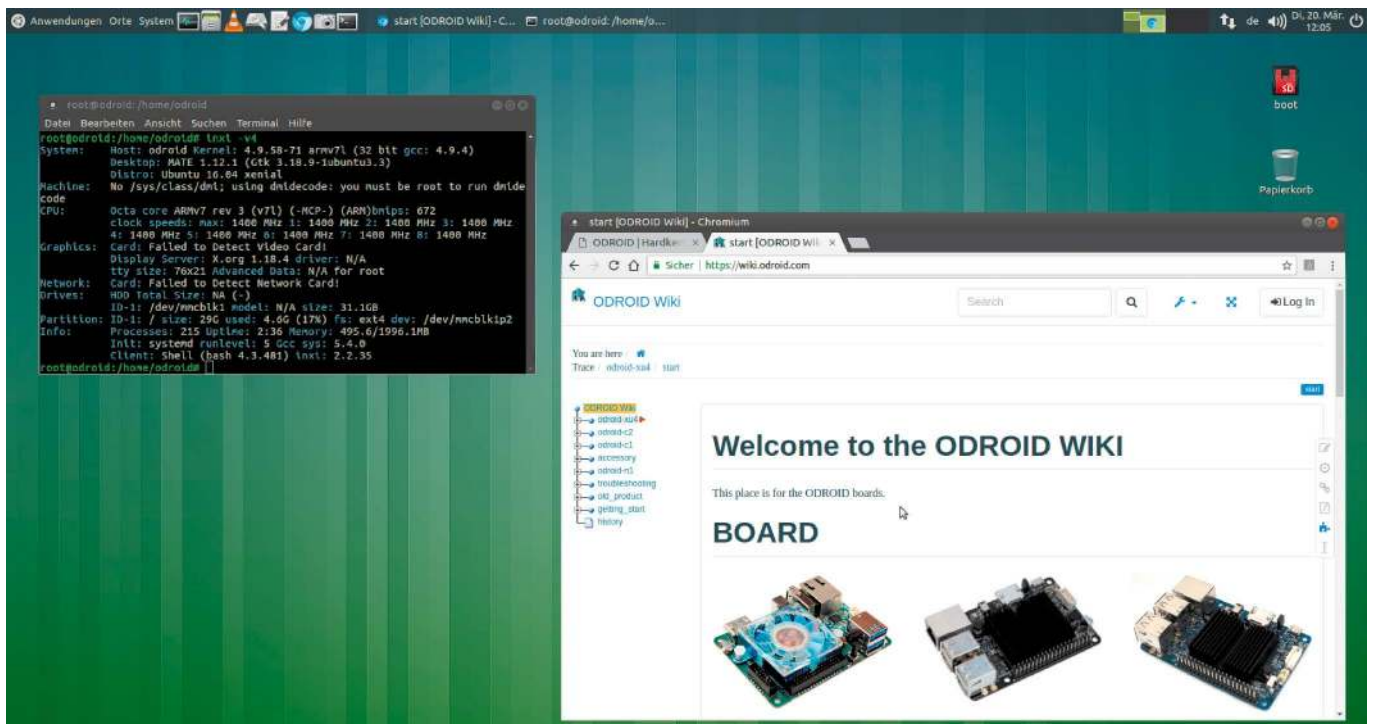 Anwendungen Orte System
start [ODROID Wiki] - C...
root@odroid: /home/o...
de
Di, 20. Mär.
12:05
boot
Papierkorb
root@odroid: /home/odroid
Datei Bearbeiten Ansicht Suchen Terminal Hilfe
root@odroid:/home/odroid# inxi -v4
System: Host: odroid Kernel: 4.9.58-71 armv7l (32 bit gcc: 4.9.4)
Desktop: MATE 1.12.1 (Gtk 3.18.9-1ubuntu3.3)
Distro: Ubuntu 16.04 xenial
Machine: No /sys/class/dmi; using dmidecode: you must be root to run dmide
code
CPU: Octa core ARMv7 rev 3 (v7l) (-MCP-) (ARM)bmips: 672
clock speeds: max: 1400 MHz 1: 1400 MHz 2: 1400 MHz 3: 1400 MHz
4: 1400 MHz 5: 1400 MHz 6: 1400 MHz 7: 1400 MHz 8: 1400 MHz
Graphics: Card: Failed to Detect Video Card!
Display Server: X.org 1.18.4 driver: N/A
tty size: 76x21 Advanced Data: N/A for root
Network: Card: Failed to Detect Network Card!
Drives: HDD Total Size: NA (-)
ID-1: /dev/mmcblk1 model: N/A size: 31.1GB
Partition: ID-1: / size: 29G used: 4.6G (17%) fs: ext4 dev: /dev/mmcblk1p2
Info: Processes: 215 Uptime: 2:36 Memory: 495.6/1996.1MB
Init: systemd runlevel: 5 Gcc sys: 5.4.0
Client: Shell (bash 4.3.481) inxi: 2.2.35
root@odroid:/home/odroid#
start [ODROID Wiki] - Chromium
ODROID | Hardke
start [ODROID Wiki
Sicher | https://wiki.odroid.com
ODROID Wiki
Search
Log In
You are here /
Trace / odroid-xu4 / start
start
ODROID Wiki
odroid-xu4
odroid-c2
odroid-c1
accessory
odroid-n1
troubleshooting
old_product
getting_start
history
Welcome to the ODROID WIKI
This place is for the ODROID boards.
BOARD